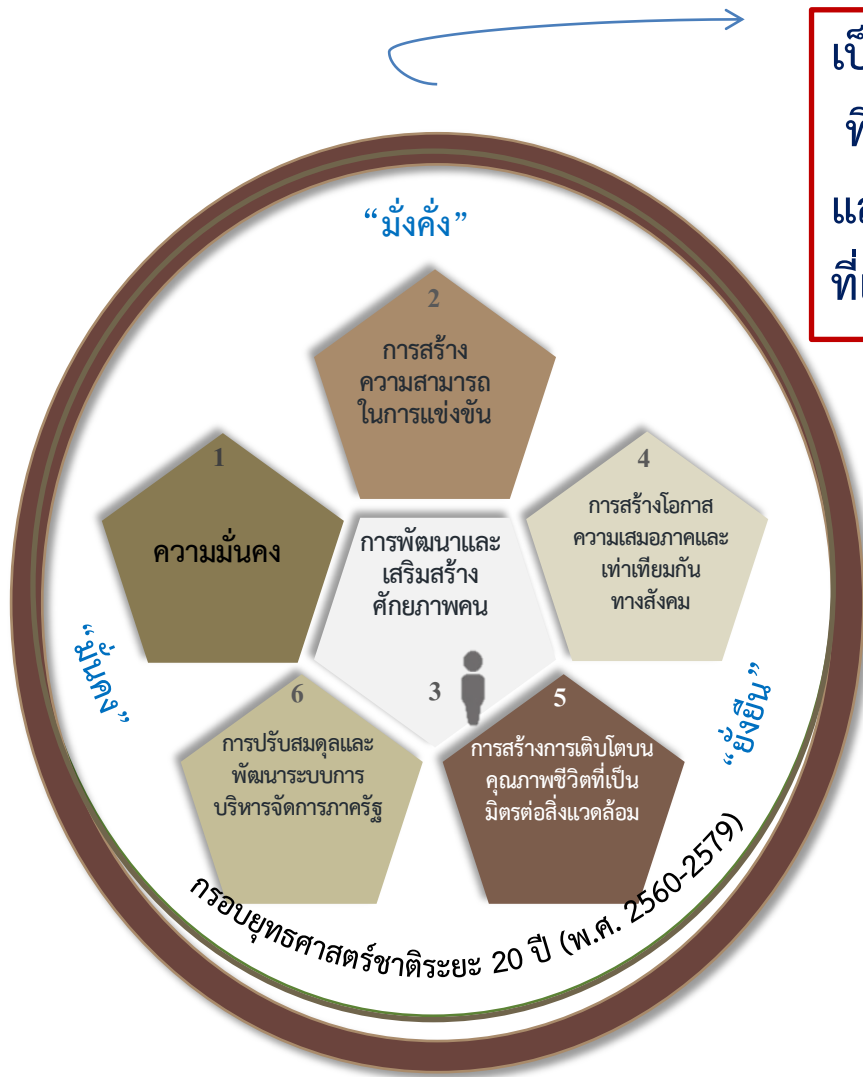 เป็
ที่
แล
ที่เ
“มั่งคั่ง”
2
การสร้าง
ความสามารถ
ในการแข่งขัน
1
ความมั่นคง
4
การสร้างโอกาส
ความเสมอภาคและ
เท่าเทียมกัน
ทางสังคม
การพัฒนาและ
เสริมสร้าง
ศักยภาพคน
3
“มั่นคง”
“ยั่งยืน”
6
การปรับสมดุลและ
พัฒนาระบบการ
บริหารจัดการภาครัฐ
5
การสร้างการเติบโตบน
คุณภาพชีวิตที่เป็น
มิตรต่อสิ่งแวดล้อม
กรอบยุทธศาสตร์ชาติระยะ 20 ปี (พ.ศ. 2560-2579)